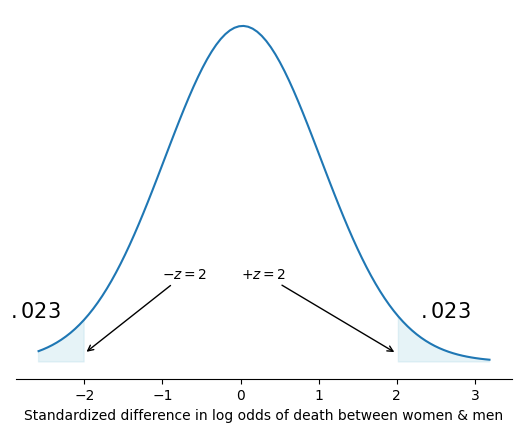 −z = 2 +z = 2
.023 .023
−2 −1 0 1 2 3
Standardized difference in log odds of death between women & men